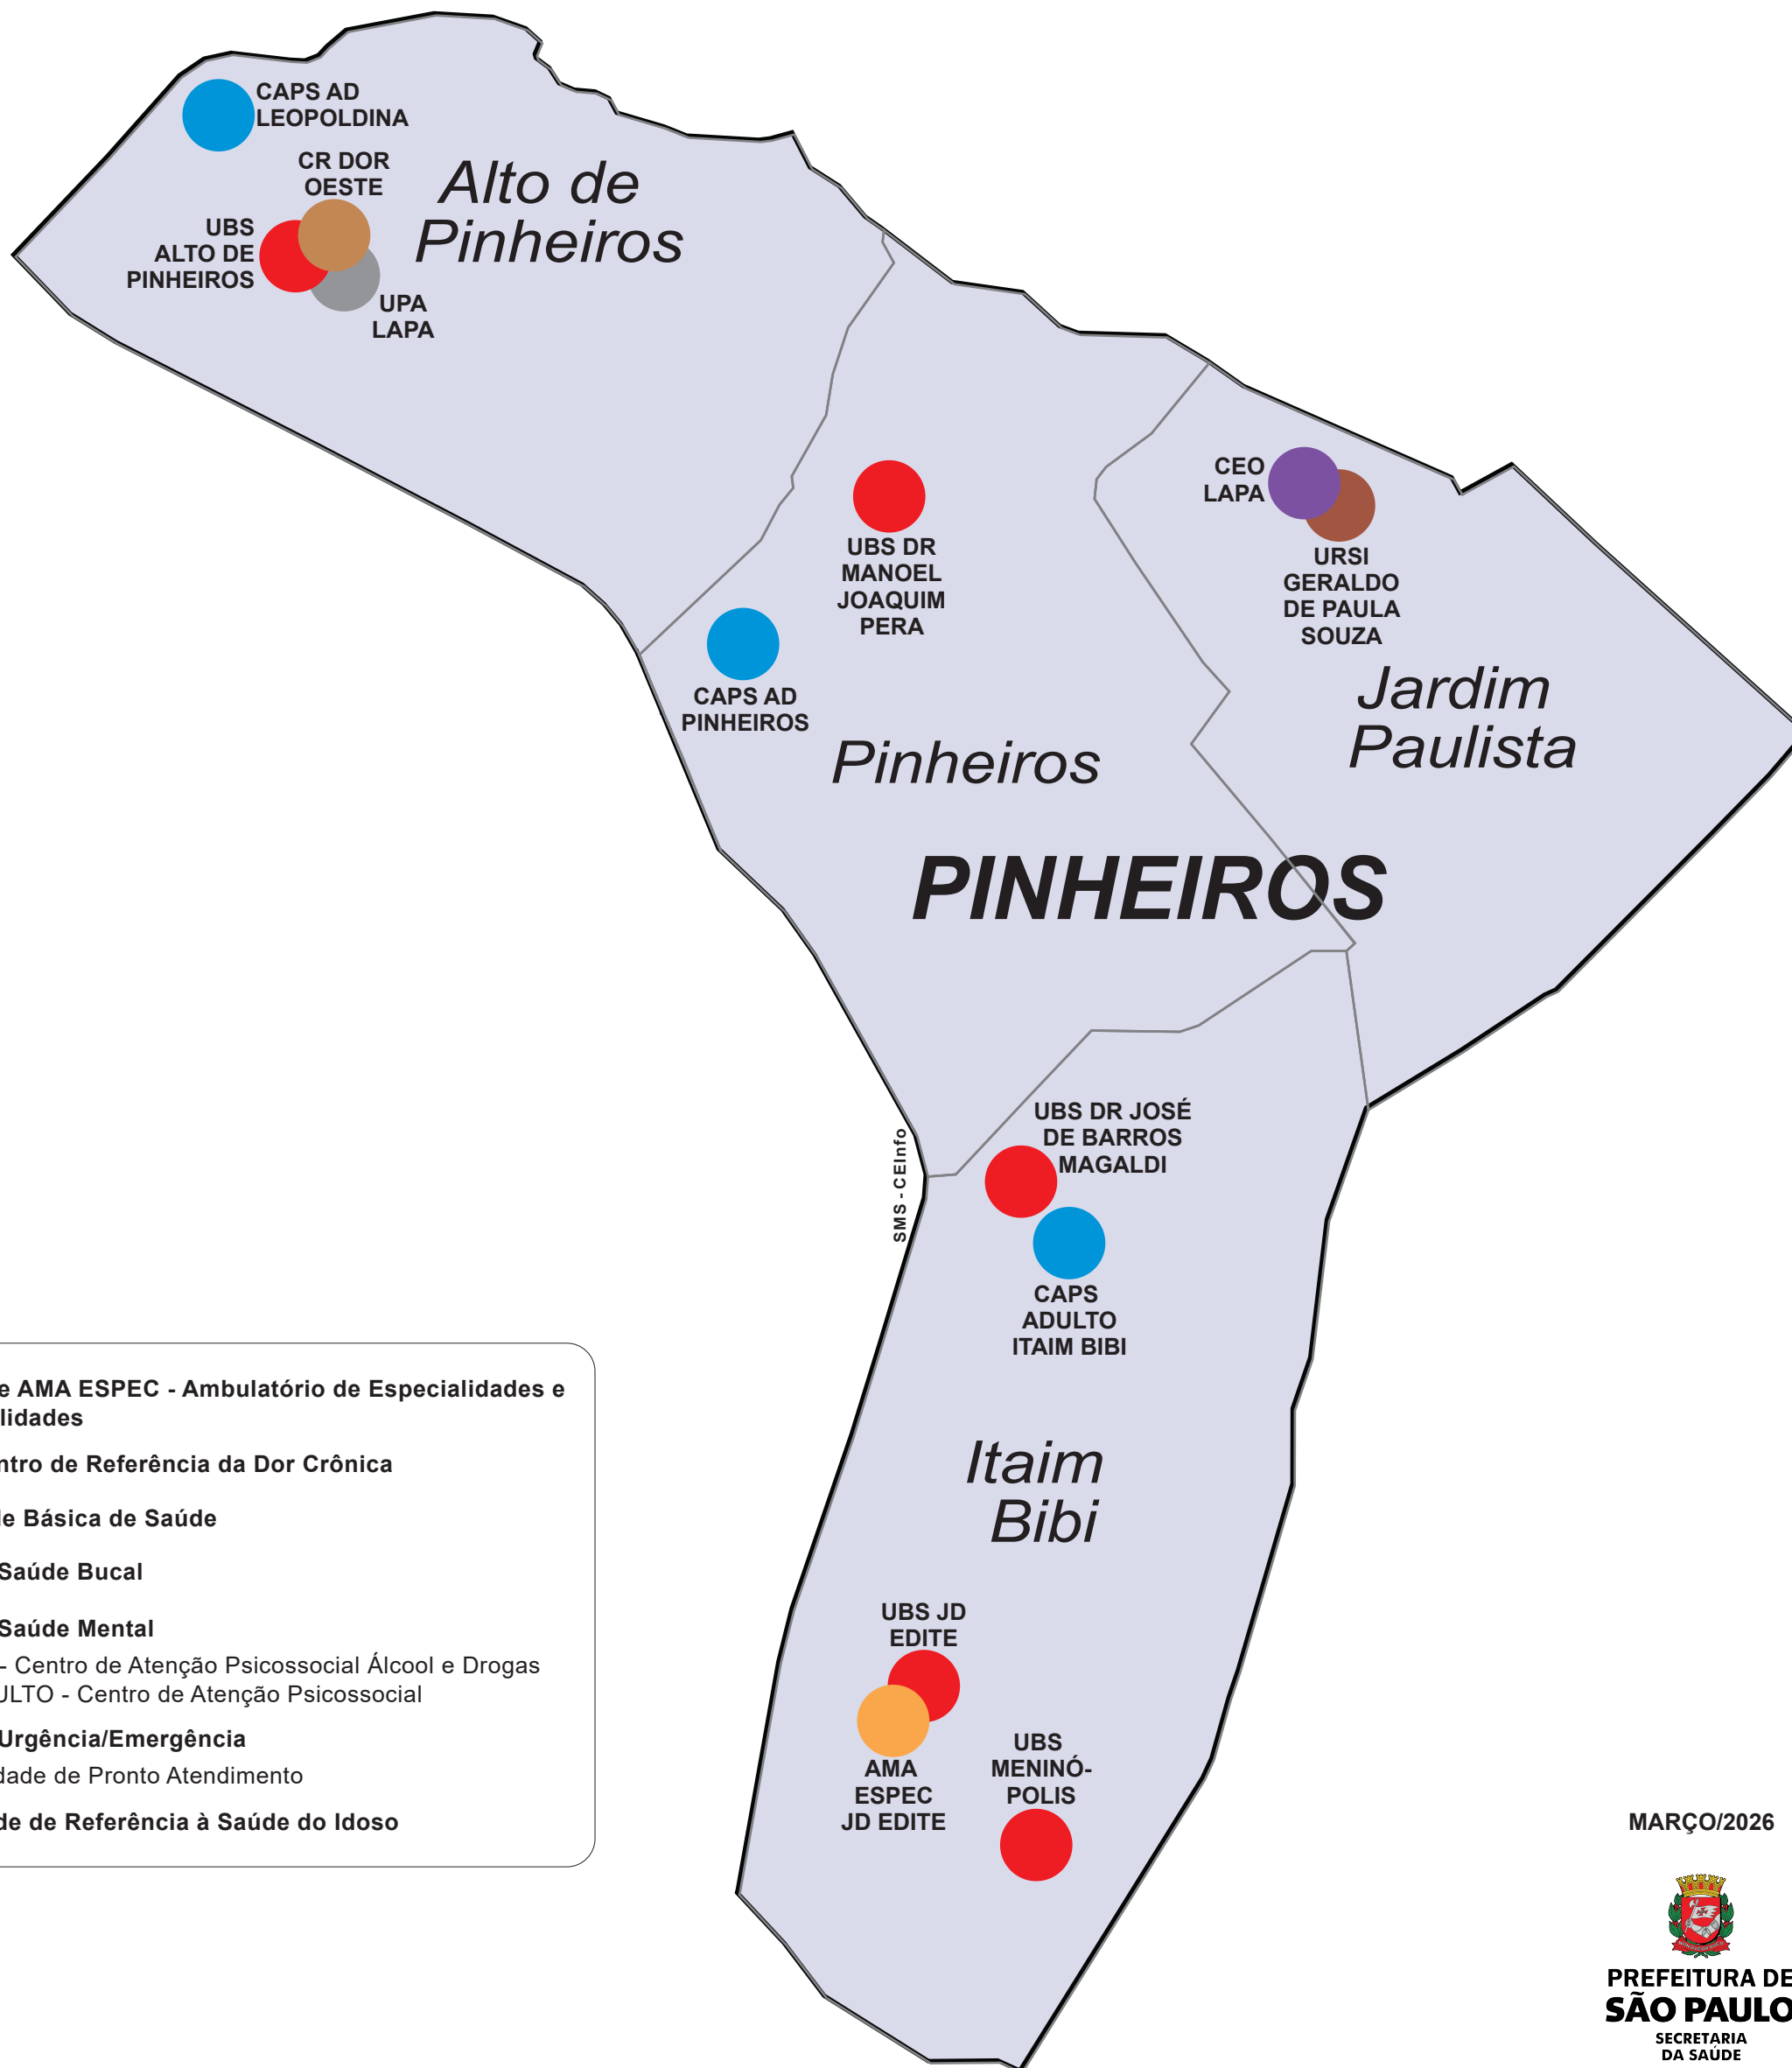 CAPS AD
LEOPOLDINA
CR DOR
OESTE
UBS
ALTO DE
PINHEIROS
UPA
LAPA
Alto de
Pinheiros
UBS DR
MANOEL
JOAQUIM
PERA
CAPS AD
PINHEIROS
Pinheiros
CEO
LAPA
URSI
GERALDO
DE PAULA
SOUZA
Jardim
Paulista
PINHEIROS
UBS DR JOSÉ
DE BARROS
MAGALDI
SMS - CEInfo
CAPS
ADULTO
ITAIM BIBI
Itaim
Bibi
UBS JD
EDITE
AMA
ESPEC
JD EDITE
UBS
MENINÓ-
POLIS
e AMA ESPEC - Ambulatório de Especialidades e
lidades
ntro de Referência da Dor Crônica
de Básica de Saúde
Saúde Bucal
Saúde Mental
- Centro de Atenção Psicossocial Álcool e Drogas
ULTO - Centro de Atenção Psicossocial
Urgência/Emergência
dade de Pronto Atendimento
de de Referência à Saúde do Idoso
MARÇO/2026
PREFEITURA DE
SÃO PAULO
SECRETARIA
DA SAÚDE